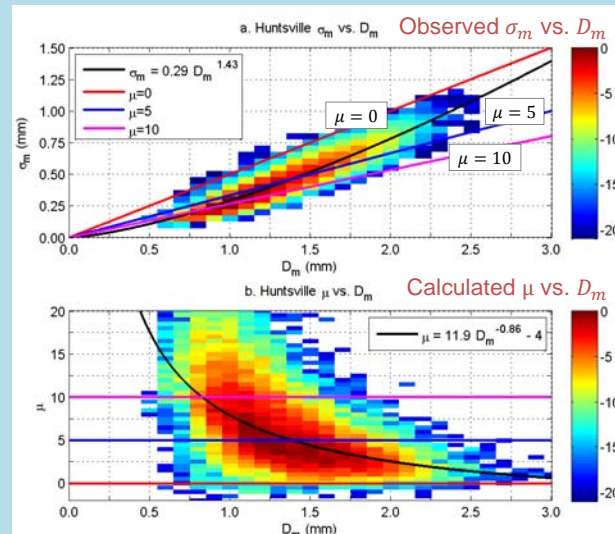 a. Huntsville σm vs. Dm
Observed σm vs. Dm
1.50
1.25
1.00
0.75
0.50
0.25
0.00
σm (mm)
σm = 0.29 Dm^1.43
μ=0
μ=5
μ=10
μ = 0
μ = 5
μ = 10
0.0 0.5 1.0 1.5 2.0 2.5 3.0
Dm (mm)
0
-5
-10
-15
-20
b. Huntsville μ vs. Dm
Calculated μ vs. Dm
20
15
10
5
0
μ
μ = 11.9 Dm^-0.86 - 4
0.0 0.5 1.0 1.5 2.0 2.5 3.0
Dm (mm)
0
-5
-10
-15
-20